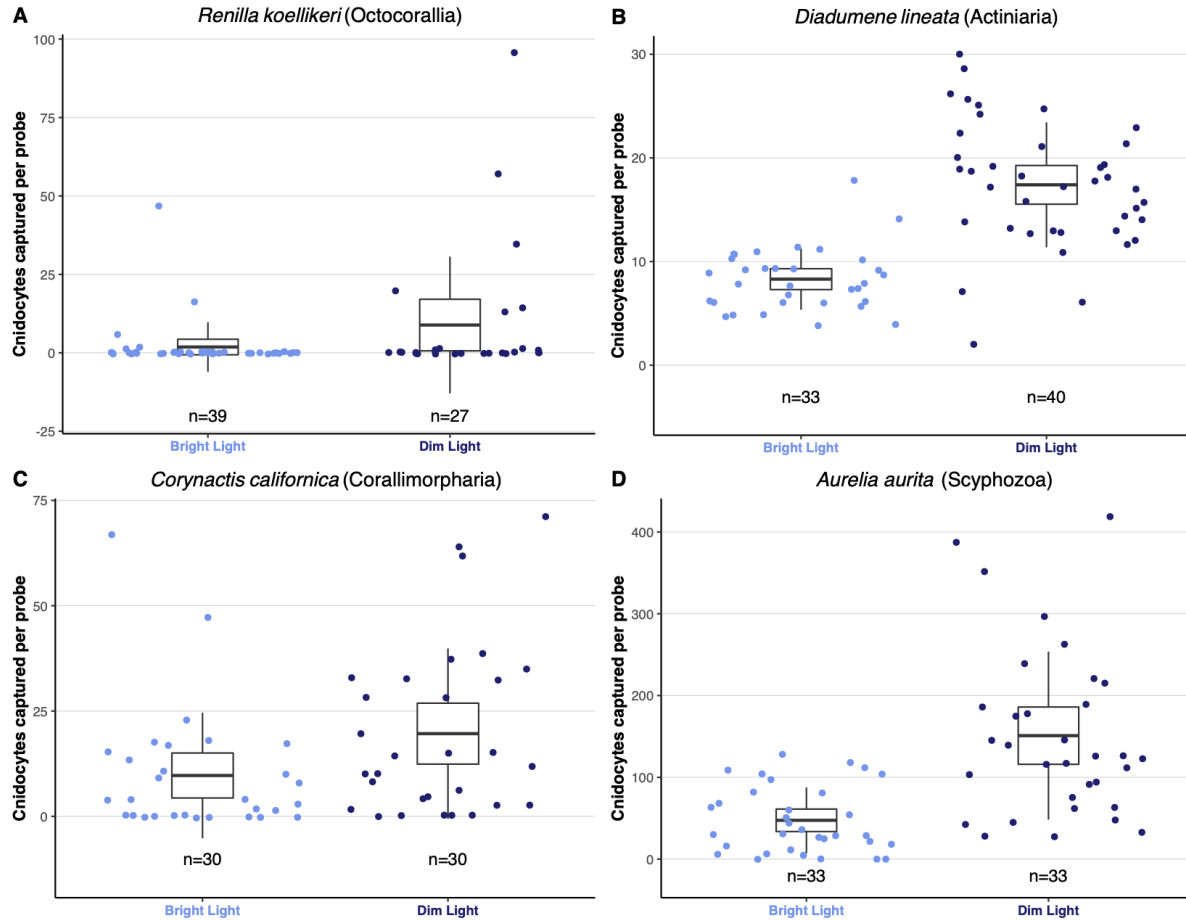 A
Renilla koellikeri (Octocorallia)
Cnidocytes captured per probe
100
75
50
25
0
-25
n=39
n=27
Bright Light
Dim Light
B
Diadumene lineata (Actiniaria)
Cnidocytes captured per probe
30
20
10
0
n=33
n=40
Bright Light
Dim Light
C
Corynactis californica (Corallimorpharia)
Cnidocytes captured per probe
75
50
25
0
n=30
n=30
Bright Light
Dim Light
D
Aurelia aurita (Scyphozoa)
Cnidocytes captured per probe
400
300
200
100
0
n=33
n=33
Bright Light
Dim Light